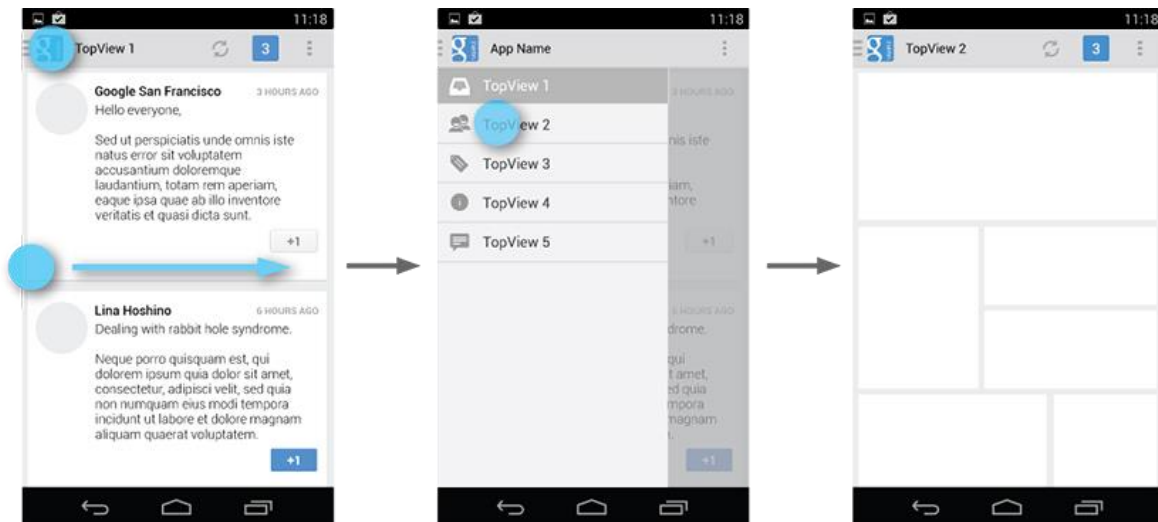 11:18
TopView 1
3
Google San Francisco 3 HOURS AGO
Hello everyone,
Sed ut perspiciatis unde omnis iste
natus error sit voluptatem
accusantium doloremque
laudantium, totam rem aperiam,
eaque ipsa quae ab illo inventore
veritatis et quasi dicta sunt.
+1
Lina Hoshino 6 HOURS AGO
Dealing with rabbit hole syndrome.
Neque porro quisquam est, qui
dolorem ipsum quia dolor sit amet,
consectetur, adipisci velit, sed quia
non numquam eius modi tempora
incidunt ut labore et dolore magnam
aliquam quaerat voluptatem.
+1
11:18
g
App Name
TopView 1
3 HOURS AGO
TopView 2
nis iste
TopView 3
iam,
TopView 4
ntore
TopView 5
+1
6 HOURS AGO
drome.
qui
t amet,
ed quia
mpora
magnam
+1
11:18
g
TopView 2
3